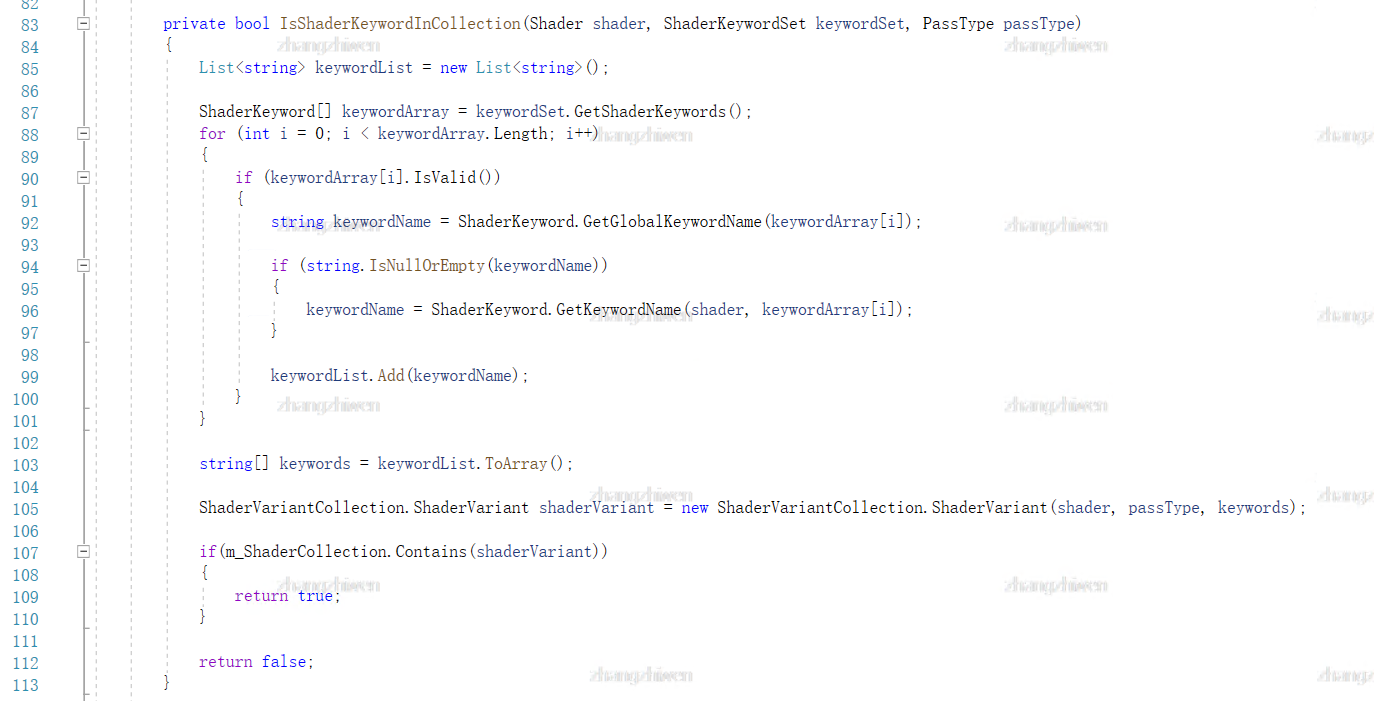 82
83 private bool IsShaderKeywordInCollection(Shader shader, ShaderKeywordSet keywordSet, PassType passType)
84 {
85 List<string> keywordList = new List<string>();
86
87 ShaderKeyword[] keywordArray = keywordSet.GetShaderKeywords();
88 for (int i = 0; i < keywordArray.Length; i++)
89 {
90 if (keywordArray[i].IsValid())
91 {
92 string keywordName = ShaderKeyword.GetGlobalKeywordName(keywordArray[i]);
93
94 if (string.IsNullOrEmpty(keywordName))
95 {
96 keywordName = ShaderKeyword.GetKeywordName(shader, keywordArray[i]);
97 }
98
99 keywordList.Add(keywordName);
100 }
101 }
102
103 string[] keywords = keywordList.ToArray();
104
105 ShaderVariantCollection.ShaderVariant shaderVariant = new ShaderVariantCollection.ShaderVariant(shader, passType, keywords);
106
107 if(m_ShaderCollection.Contains(shaderVariant))
108 {
109 return true;
110 }
111
112 return false;
113 }